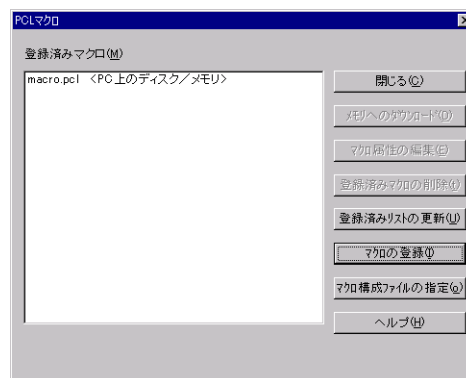 PCLマクロ
登録済みマクロ(M)
macro.pcl <PC上のディスク/メモリ>
閉じる(C)
メモリへのダウンロード(D)
マクロ属性の編集(E)
登録済みマクロの削除(t)
登録済みリストの更新(U)
マクロの登録(I)
マクロ構成ファイルの指定(o)
ヘルプ(H)